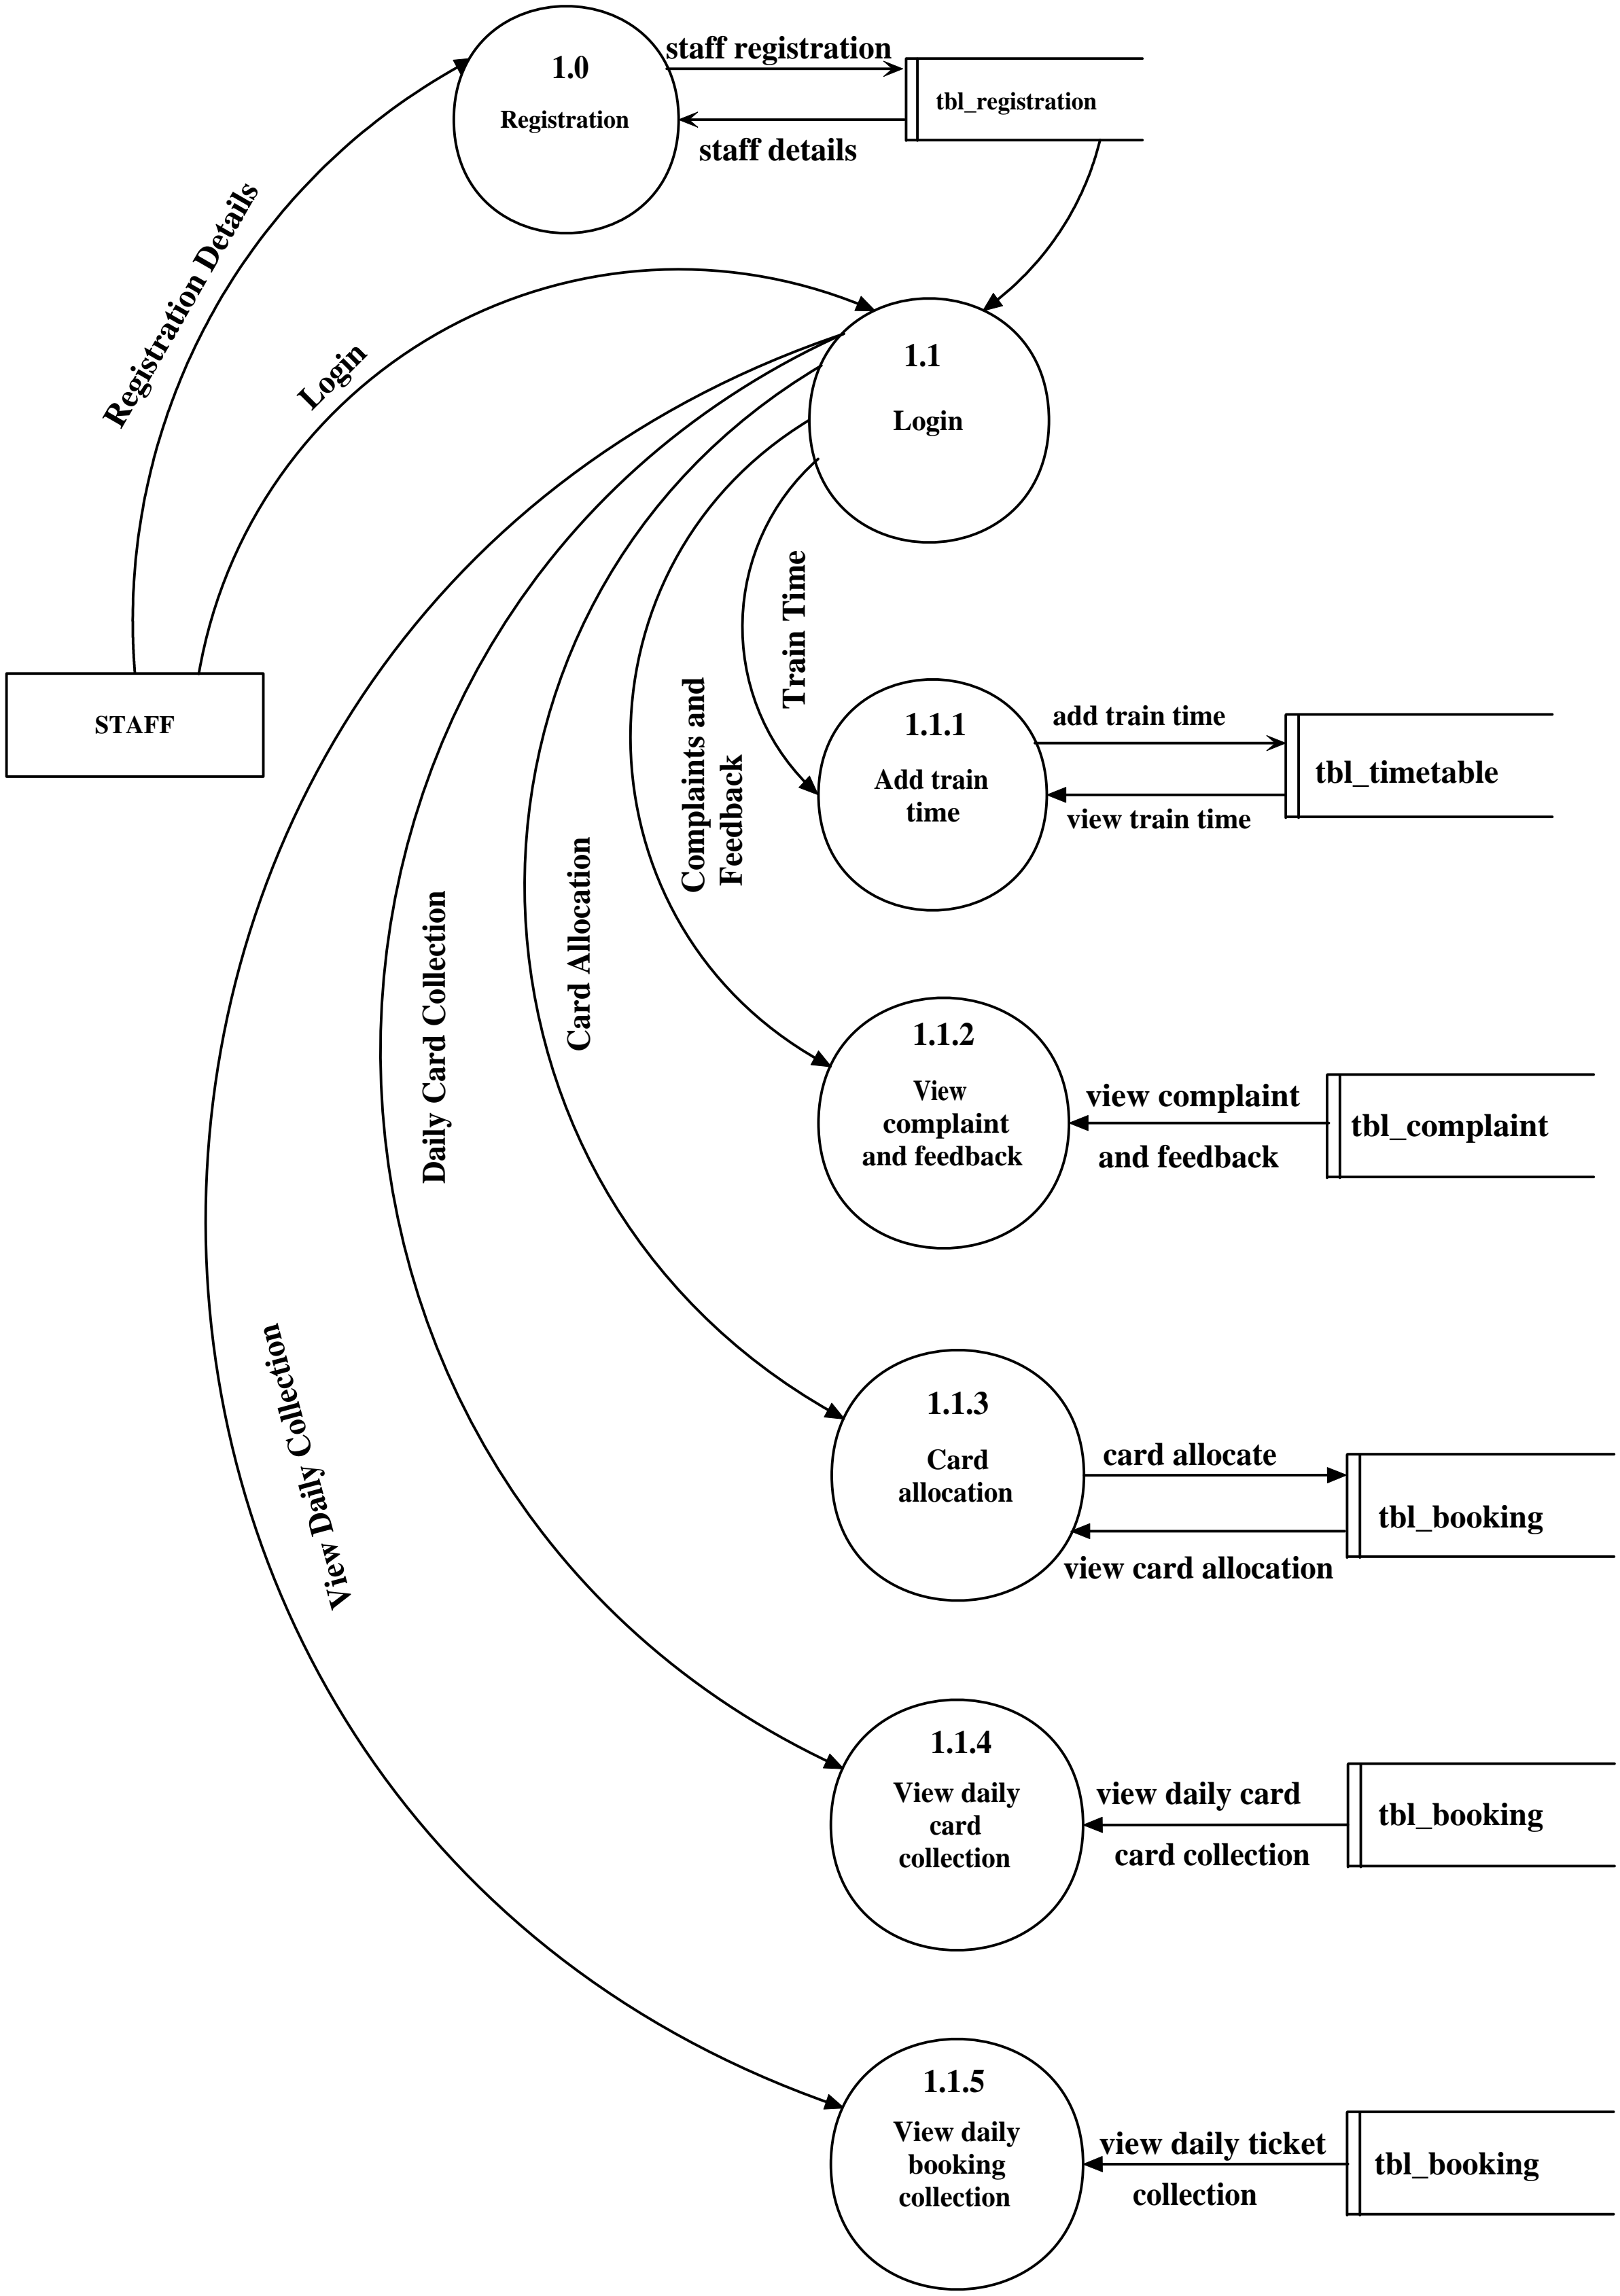 1.0
Registration
staff registration
staff details
tbl_registration
Registration Details
Login
1.1
Login
STAFF
Train Time
1.1.1
Add train
time
add train time
view train time
tbl_timetable
Complaints and
Feedback
1.1.2
View
complaint
and feedback
view complaint
and feedback
tbl_complaint
Card Allocation
1.1.3
Card
allocation
card allocate
view card allocation
tbl_booking
Daily Card Collection
1.1.4
View daily
card
collection
view daily card
card collection
tbl_booking
View Daily Collection
1.1.5
View daily
booking
collection
view daily ticket
collection
tbl_booking